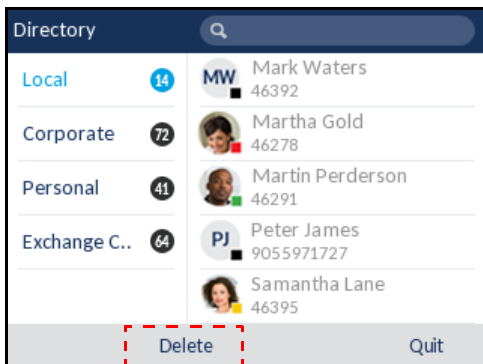 Directory
Local 14
Corporate 72
Personal 41
Exchange C.. 64
MW Mark Waters
46392
Martha Gold
46278
Martin Perderson
46291
PJ Peter James
9055971727
Samantha Lane
46395
Delete Quit